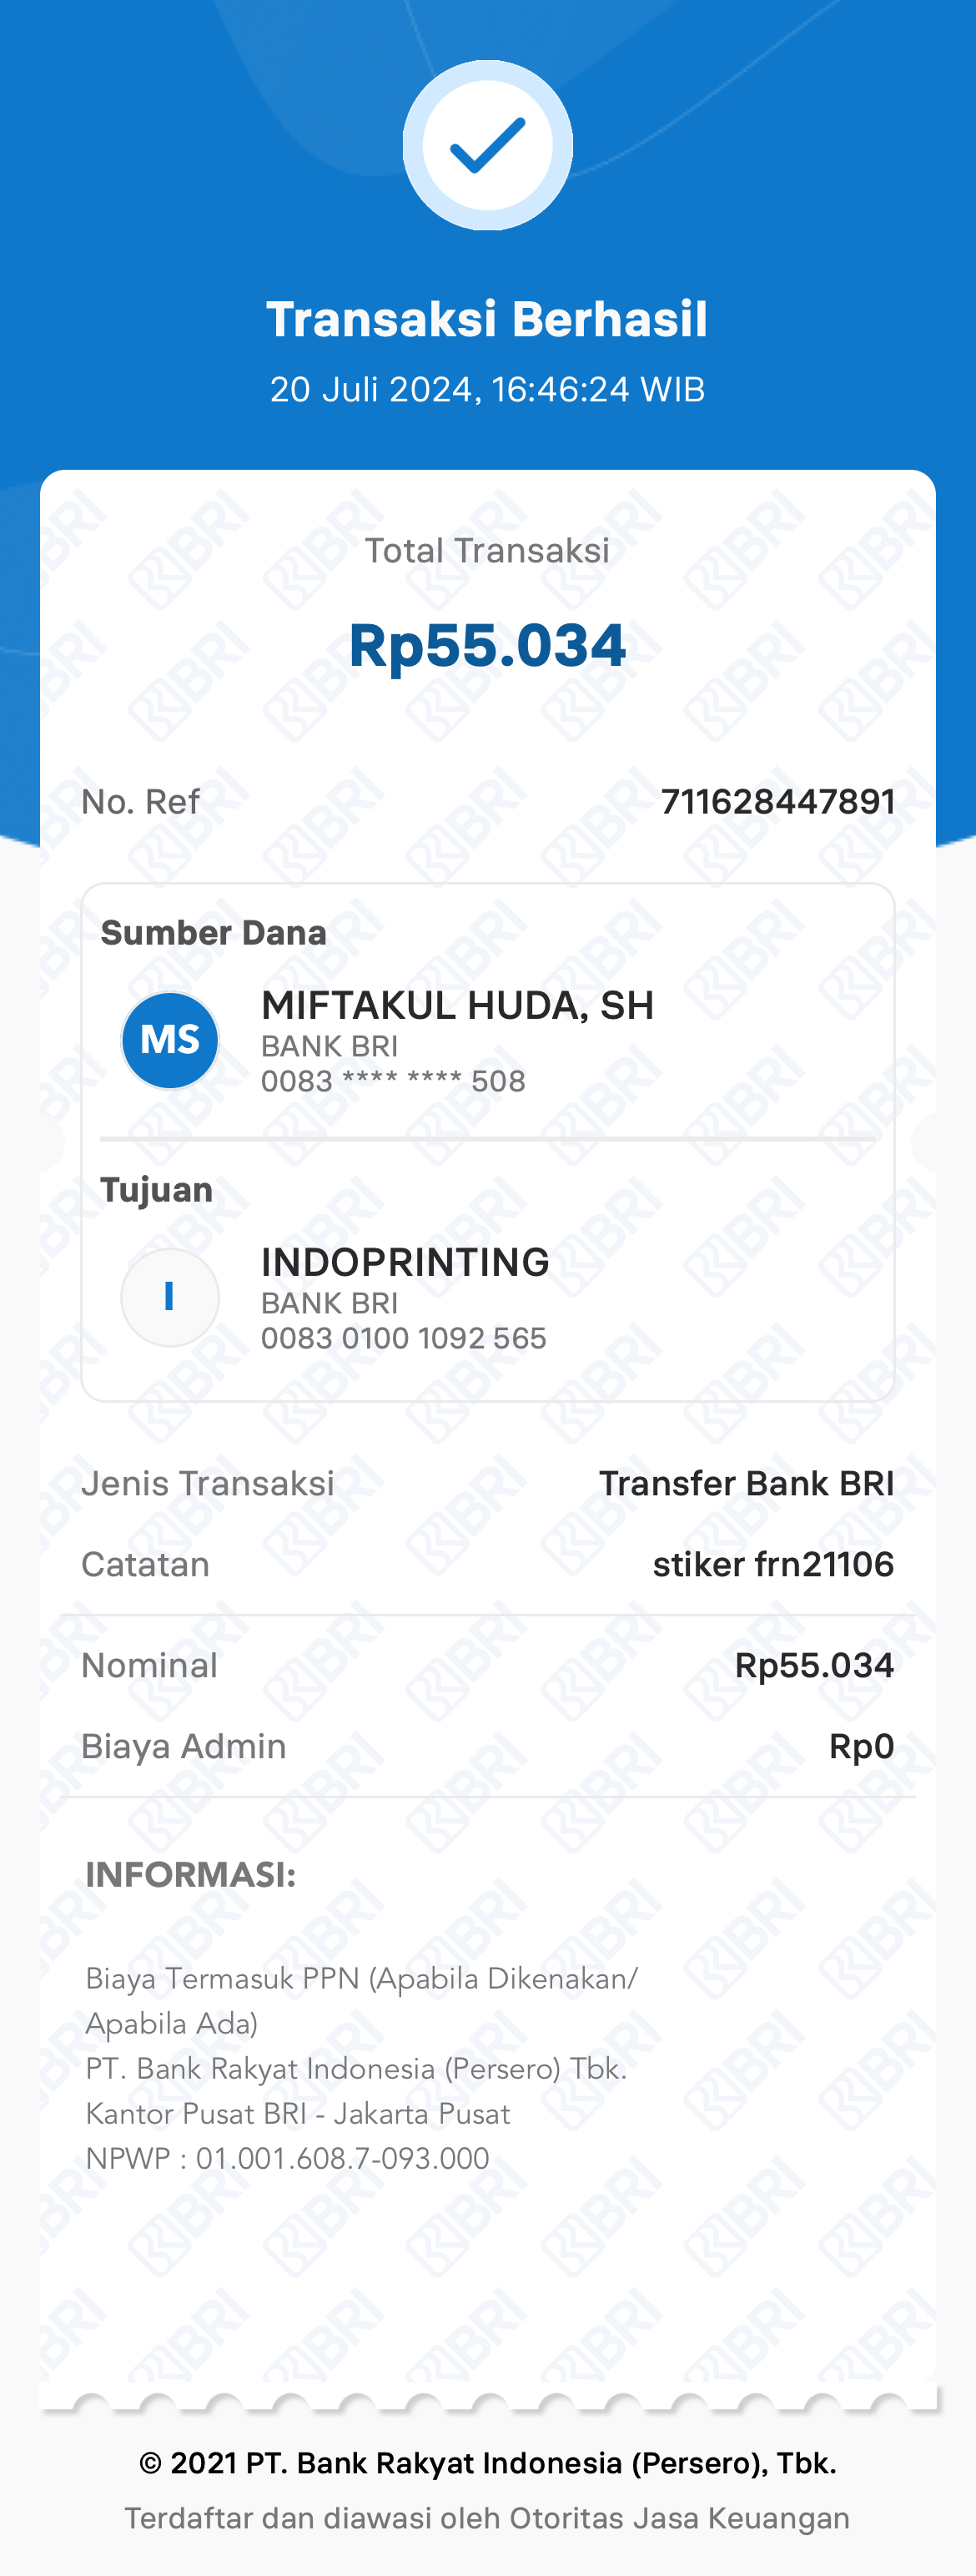 Transaksi Berhasil
20 Juli 2024, 16:46:24 WIB
Total Transaksi
Rp55.034
No. Ref 711628447891
Sumber Dana
MS
MIFTAKUL HUDA, SH
BANK BRI
0083 **** **** 508
Tujuan
I
INDOPRINTING
BANK BRI
0083 0100 1092 565
Jenis Transaksi Transfer Bank BRI
Catatan stiker frn21106
Nominal Rp55.034
Biaya Admin Rp0
INFORMASI:
Biaya Termasuk PPN (Apabila Dikenakan/
Apabila Ada)
PT. Bank Rakyat Indonesia (Persero) Tbk.
Kantor Pusat BRI - Jakarta Pusat
NPWP : 01.001.608.7-093.000
© 2021 PT. Bank Rakyat Indonesia (Persero), Tbk.
Terdaftar dan diawasi oleh Otoritas Jasa Keuangan